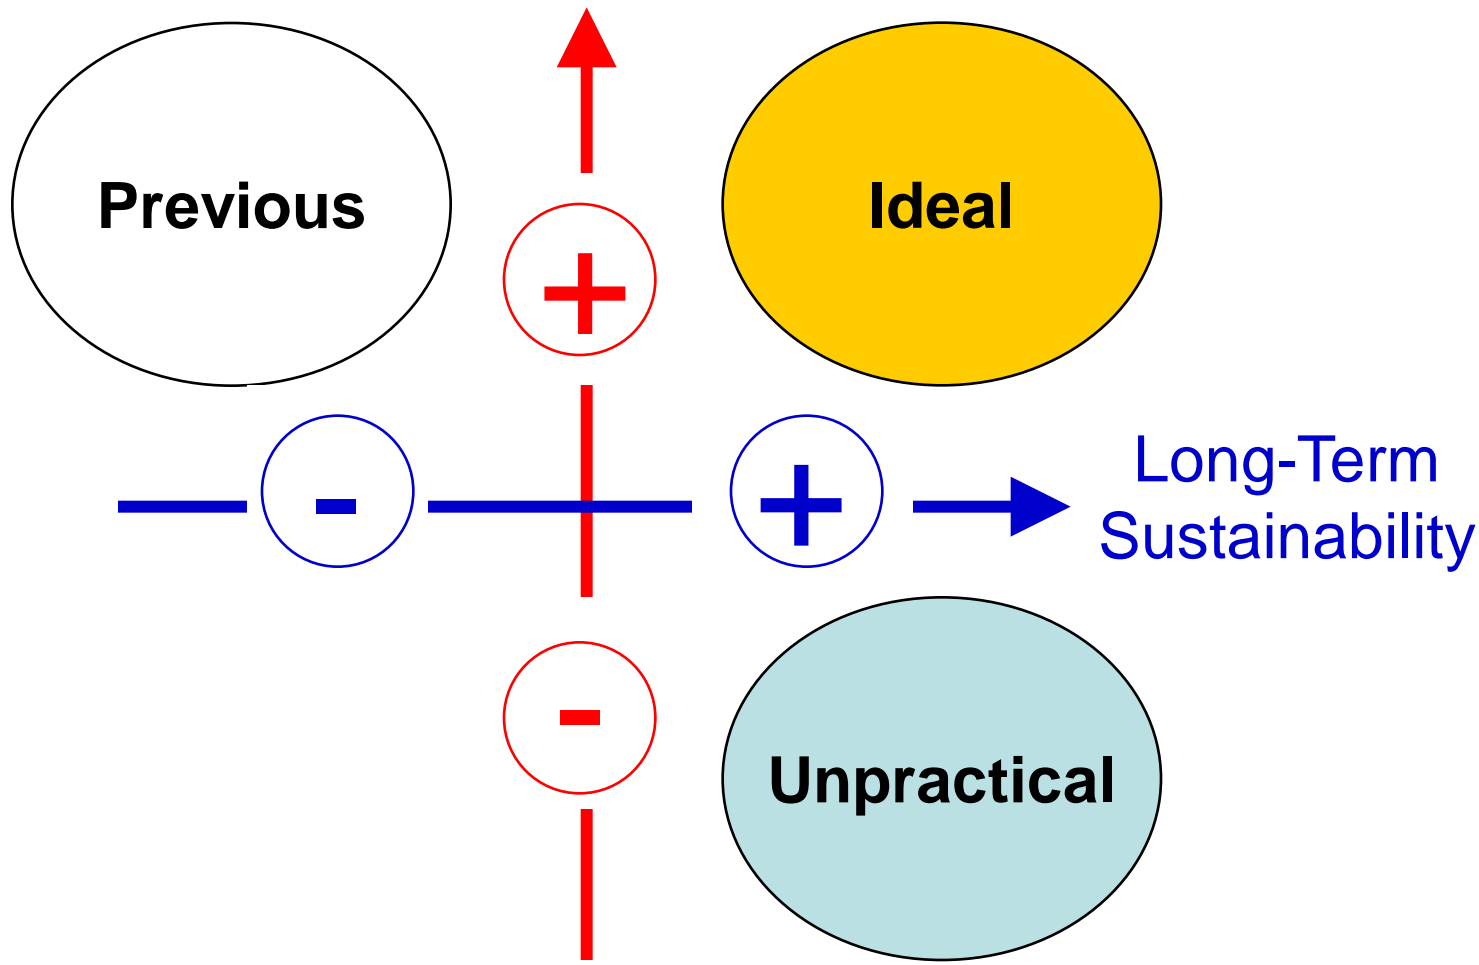 Previous
Ideal
+
-
+
Long-Term
Sustainability
-
Unpractical